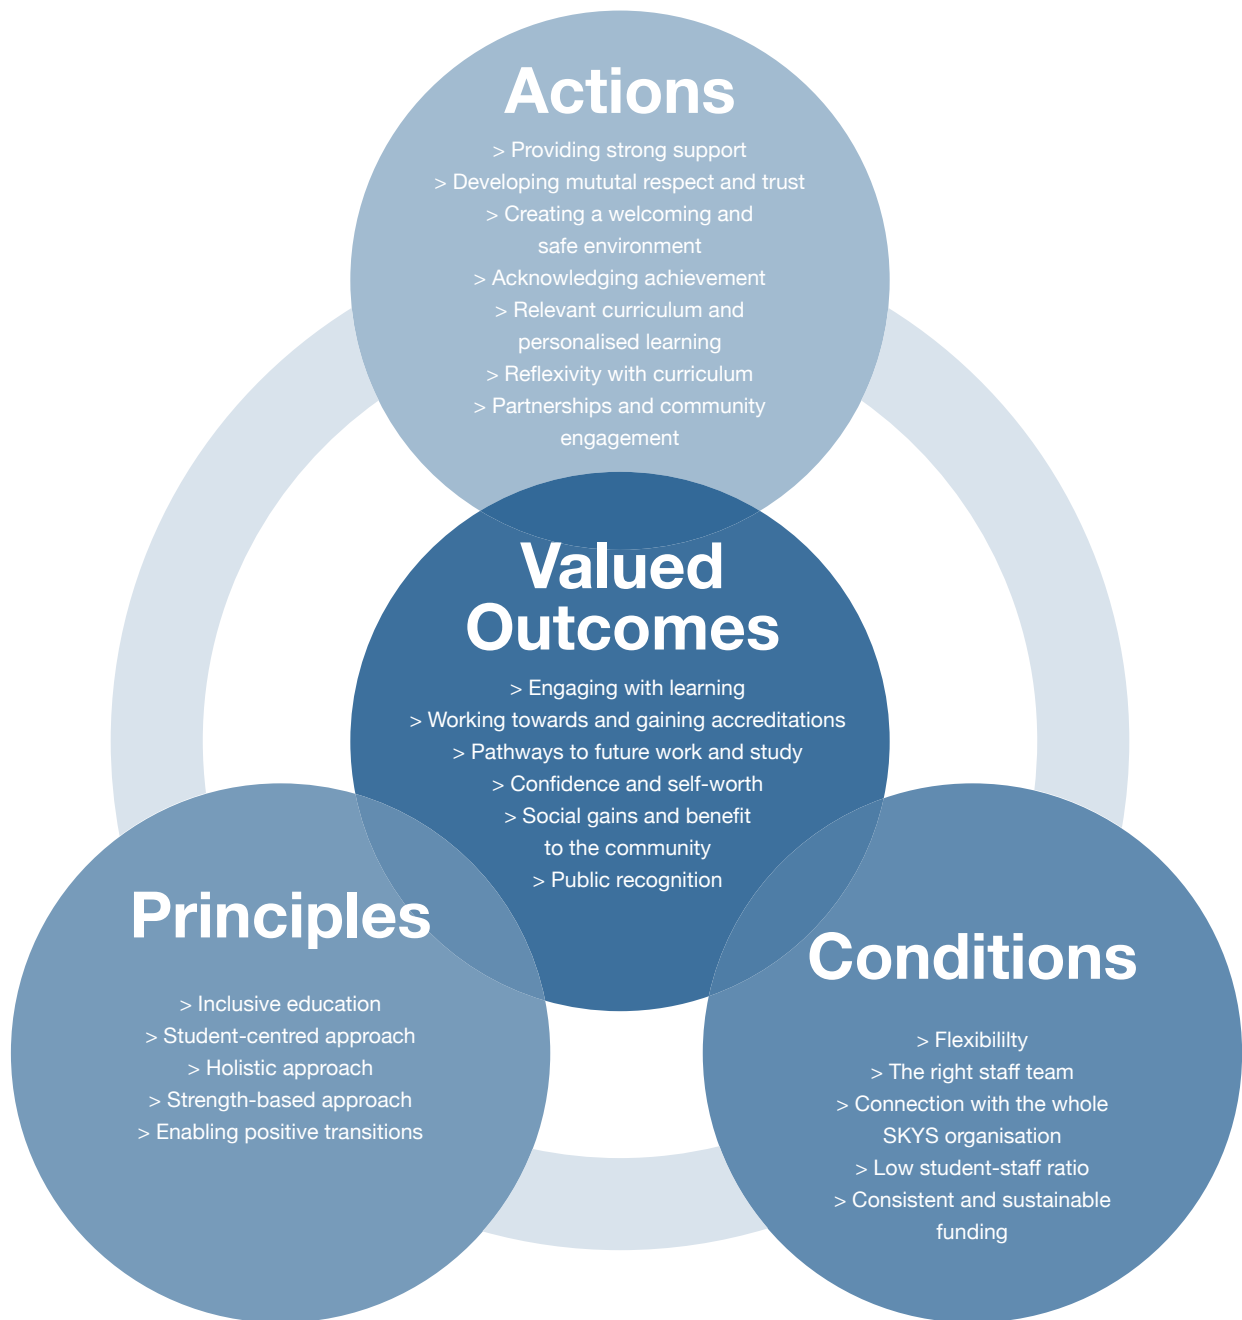 Actions
> Providing strong support
> Developing mututal respect and trust
> Creating a welcoming and
safe environment
> Acknowledging achievement
> Relevant curriculum and
personalised learning
> Reflexivity with curriculum
> Partnerships and community
engagement
Valued
Outcomes
> Engaging with learning
> Working towards and gaining accreditations
> Pathways to future work and study
> Confidence and self-worth
> Social gains and benefit
to the community
> Public recognition
Principles
> Inclusive education
> Student-centred approach
> Holistic approach
> Strength-based approach
> Enabling positive transitions
Conditions
> Flexibililty
> The right staff team
> Connection with the whole
SKYS organisation
> Low student-staff ratio
> Consistent and sustainable
funding